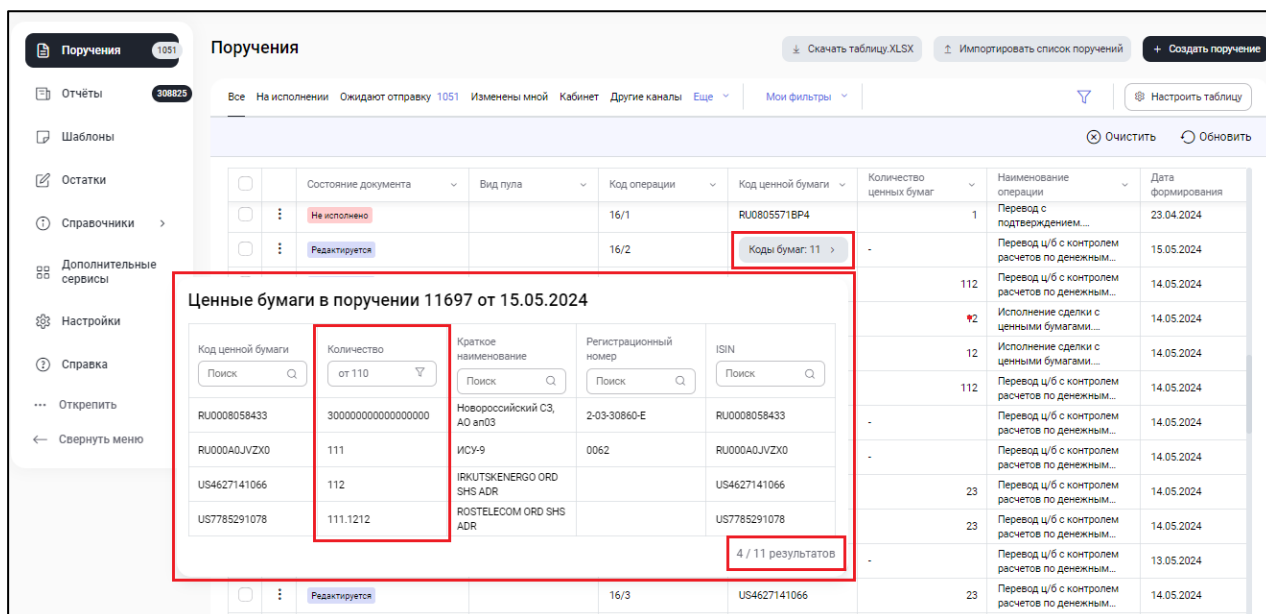 Поручения 1051
Отчёты 308825
Шаблоны
Остатки
Справочники
Дополнительные
сервисы
Настройки
Справка
Открепить
Свернуть меню
Поручения
Скачать таблицу.XLSX
Импортировать список поручений
+ Создать поручение
Все На исполнении Ожидают отправку 1051 Изменены мной Кабинет Другие каналы Еще Мои фильтры
Настроить таблицу
Очистить Обновить
Состояние документа Вид пула Код операции Код ценной бумаги Количество ценных бумаг Наименование операции Дата формирования
Не исполнено 16/1 RU0805571BP4 1 Перевод с подтверждением.... 23.04.2024
Редактируется 16/2 Коды бумаг: 11 - Перевод ц/б с контролем расчетов по денежным... 15.05.2024
112 Перевод ц/б с контролем расчетов по денежным... 14.05.2024
2 Исполнение сделки с ценными бумагами.... 14.05.2024
12 Исполнение сделки с ценными бумагами.... 14.05.2024
112 Перевод ц/б с контролем расчетов по денежным... 14.05.2024
- Перевод ц/б с контролем расчетов по денежным... 14.05.2024
- Перевод ц/б с контролем расчетов по денежным... 14.05.2024
23 Перевод ц/б с контролем расчетов по денежным... 14.05.2024
23 Перевод ц/б с контролем расчетов по денежным... 14.05.2024
- Перевод ц/б с контролем расчетов по денежным... 13.05.2024
Редактируется 16/3 US4627141066 23 Перевод ц/б с контролем расчетов по денежным... 14.05.2024
Ценные бумаги в поручении 11697 от 15.05.2024
Код ценной бумаги Количество Краткое наименование Регистрационный номер ISIN
Поиск от 110 Поиск Поиск Поиск
RU0008058433 300000000000000000 Новороссийский СЗ, АО ап03 2-03-30860-E RU0008058433
RU000A0JVZX0 111 ИСУ-9 0062 RU000A0JVZX0
US4627141066 112 IRKUTSKENERGO ORD SHS ADR US4627141066
US7785291078 111.1212 ROSTELECOM ORD SHS ADR US7785291078
4 / 11 результатов